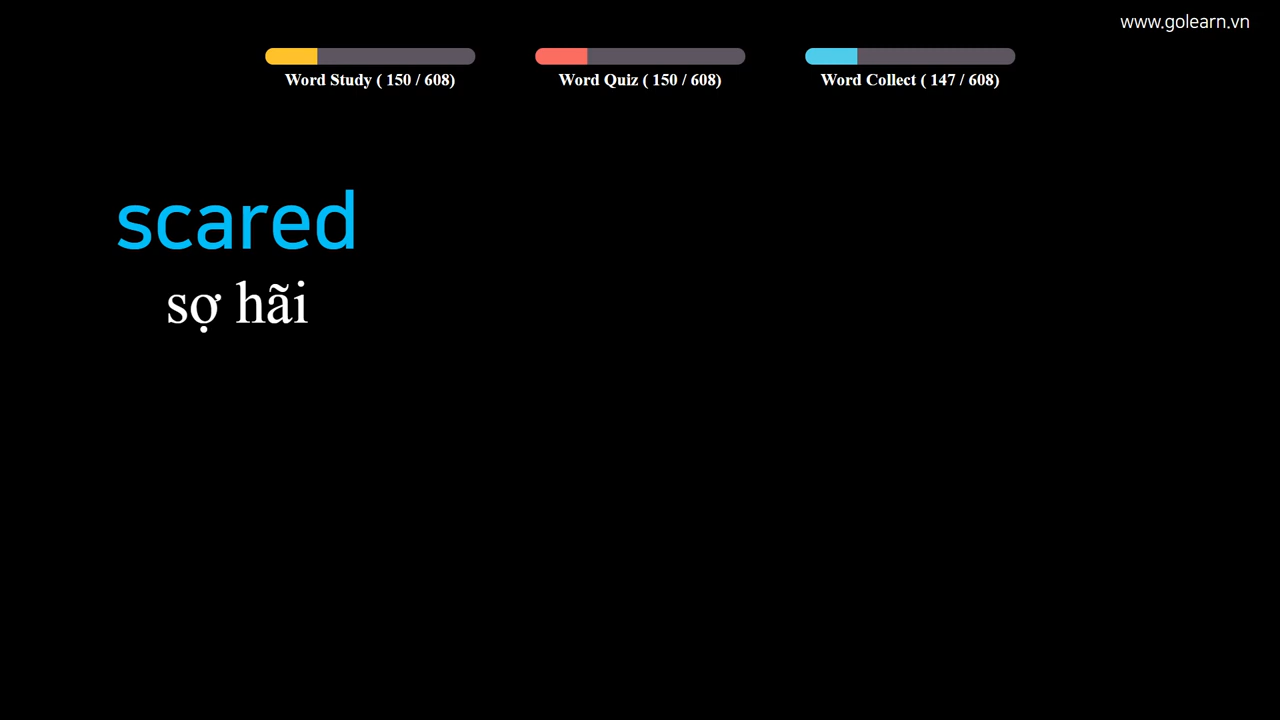 www.golearn.vn
Word Study ( 150 / 608)
Word Quiz ( 150 / 608)
Word Collect ( 147 / 608)
scared
sợ hãi